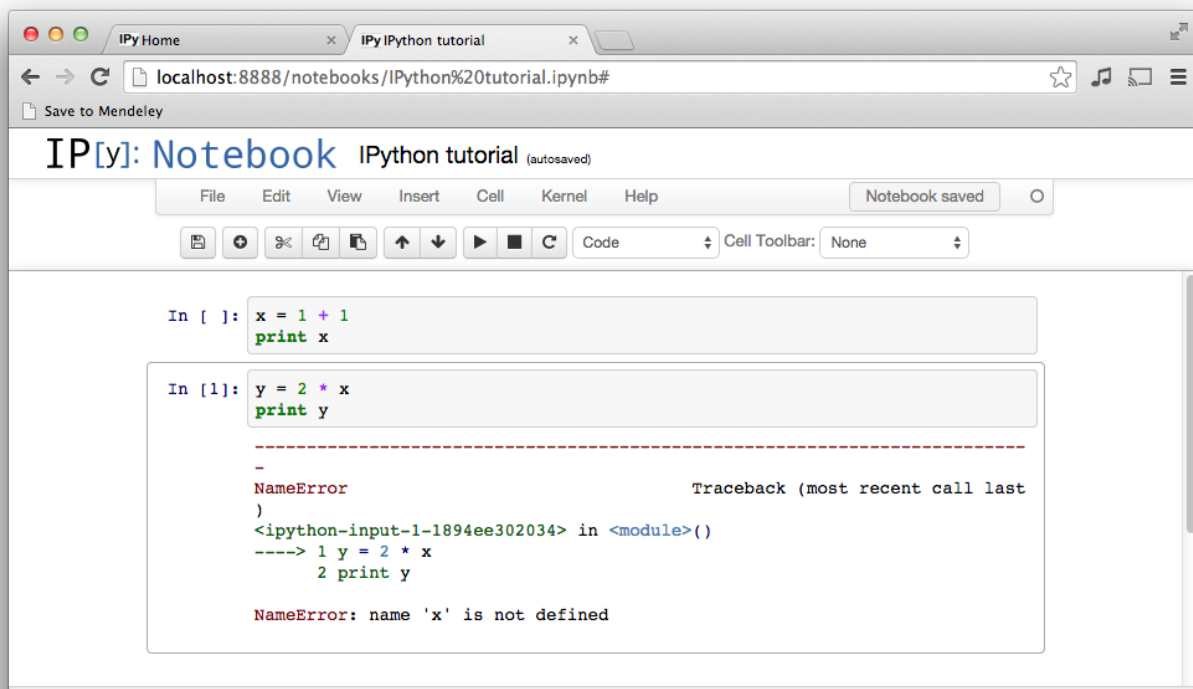 IPy Home × IPy IPython tutorial ×
localhost:8888/notebooks/IPython%20tutorial.ipynb#
Save to Mendeley
IP[y]: Notebook IPython tutorial (autosaved)
File Edit View Insert Cell Kernel Help Notebook saved
Code Cell Toolbar: None
In [ ]: x = 1 + 1
print x
In [1]: y = 2 * x
print y
---------------------------------------------------------------------------
-
NameError Traceback (most recent call last
)
<ipython-input-1-1894ee302034> in <module>()
----> 1 y = 2 * x
2 print y
NameError: name 'x' is not defined